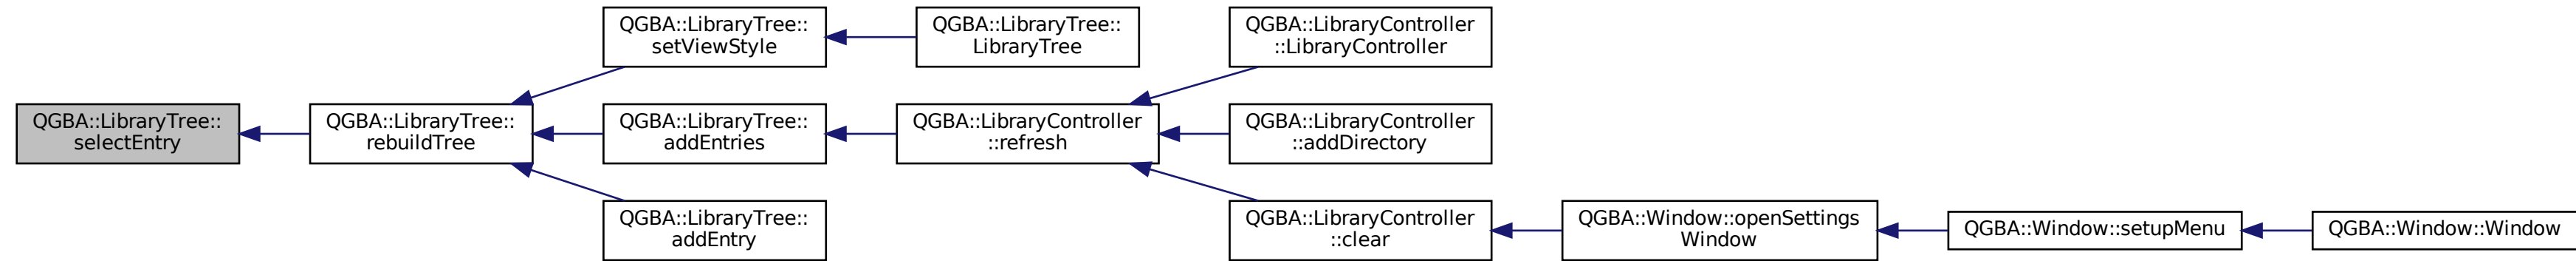 QGBA::LibraryTree::
setViewStyle
QGBA::LibraryTree::
LibraryTree
QGBA::LibraryController
::LibraryController
QGBA::LibraryTree::
selectEntry
QGBA::LibraryTree::
rebuildTree
QGBA::LibraryTree::
addEntries
QGBA::LibraryController
::refresh
QGBA::LibraryController
::addDirectory
QGBA::LibraryTree::
addEntry
QGBA::LibraryController
::clear
QGBA::Window::openSettings
Window
QGBA::Window::setupMenu
QGBA::Window::Window